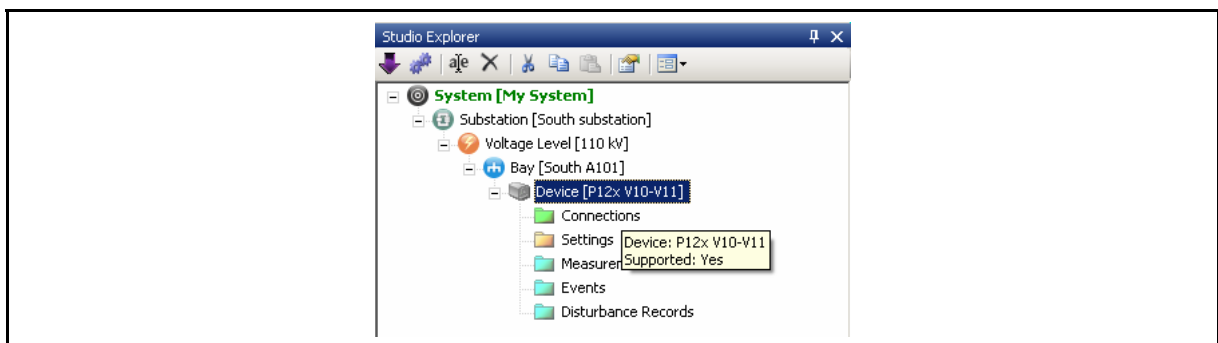 Studio Explorer
System [My System]
Substation [South substation]
Voltage Level [110 kV]
Bay [South A101]
Device [P12x V10-V11]
Connections
Settings
Device: P12x V10-V11
Supported: Yes
Events
Disturbance Records